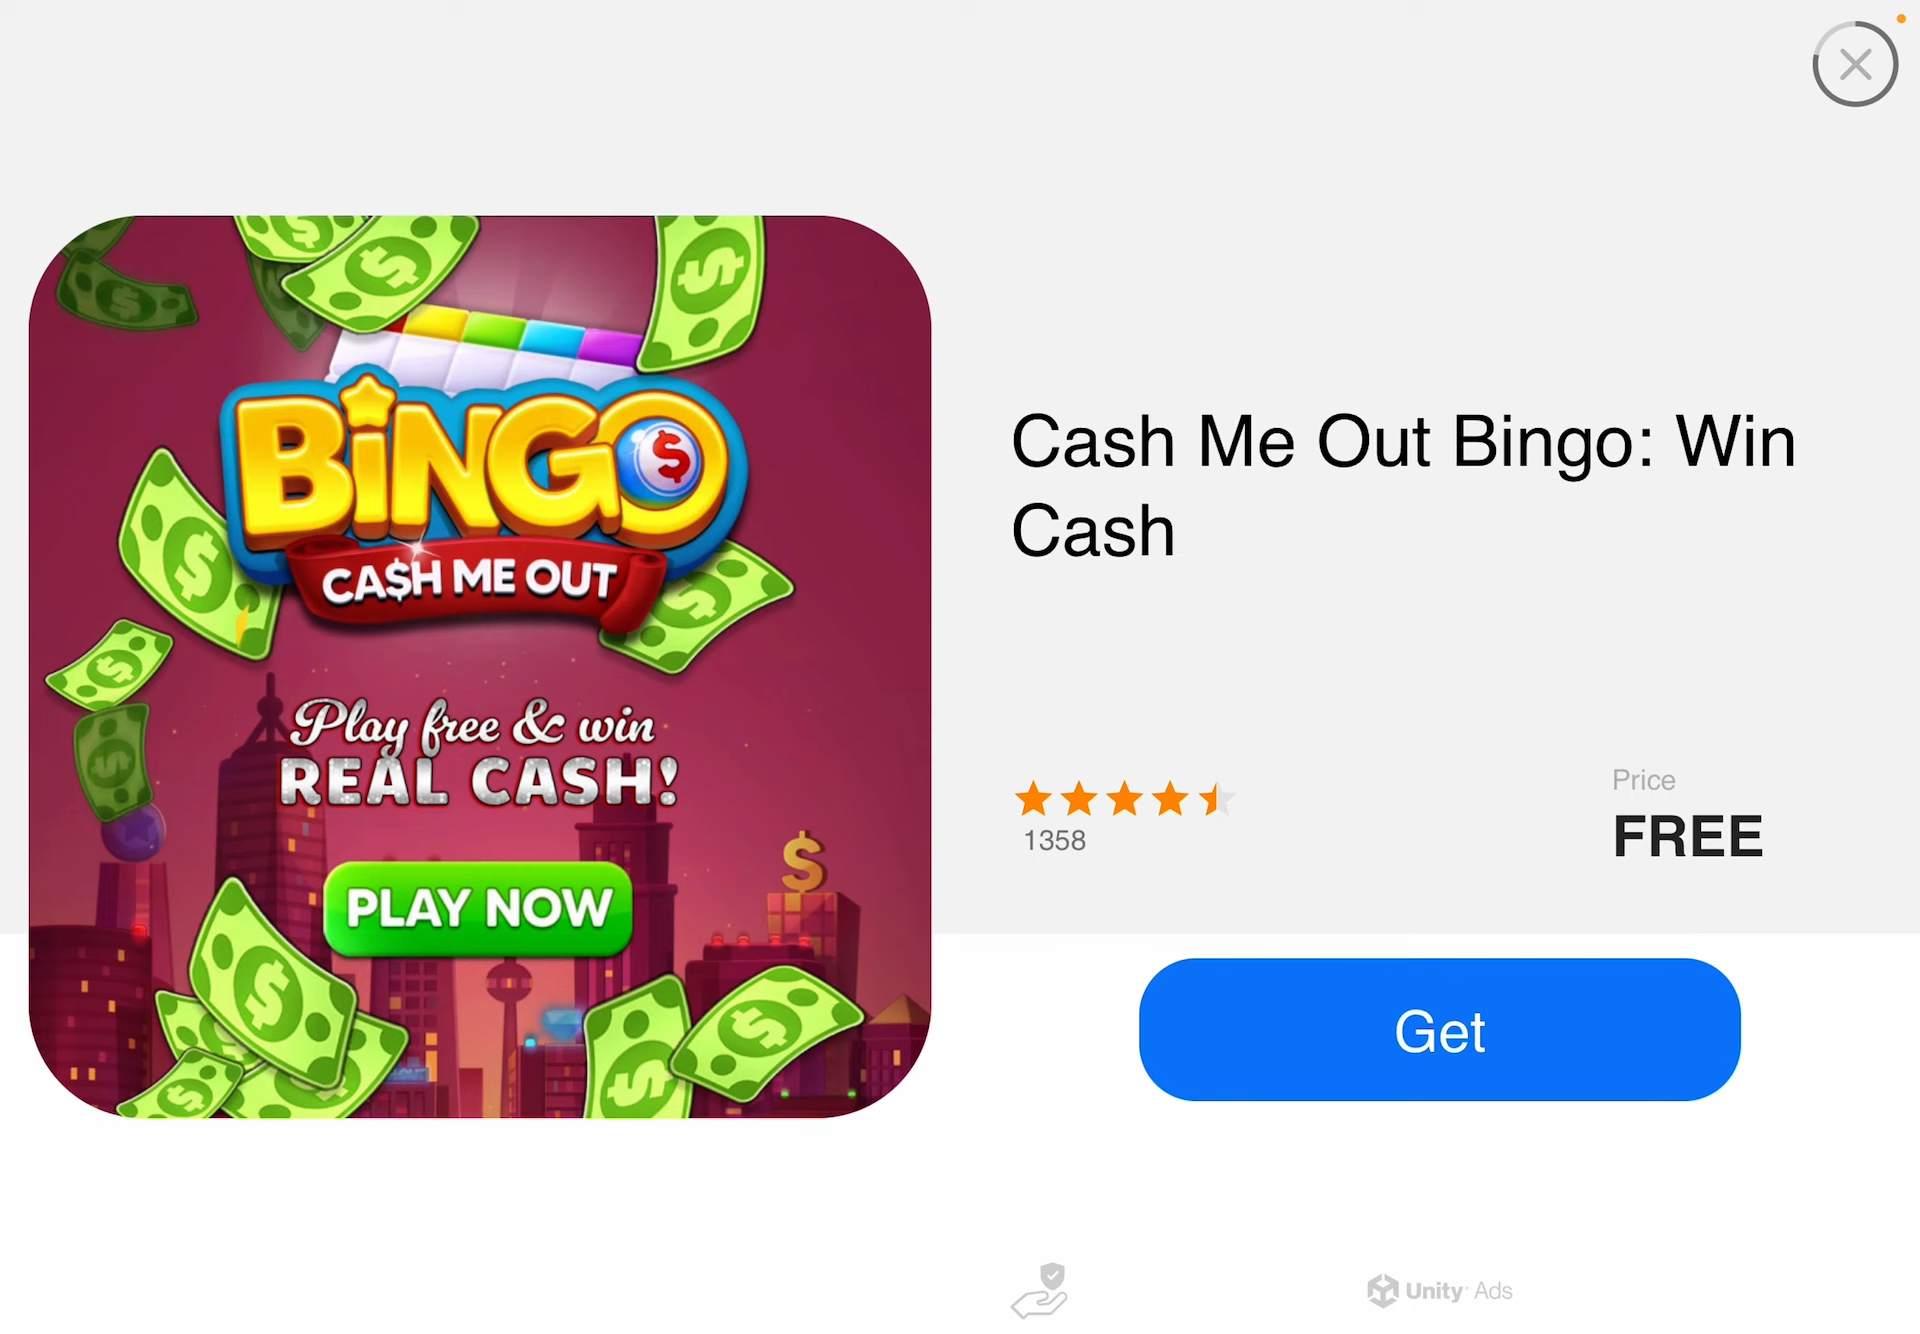 BiNGO
CA$H ME OUT
Play free & win
REAL CASH!
PLAY NOW
Cash Me Out Bingo: Win
Cash
1358
Price
FREE
Get
Unity Ads